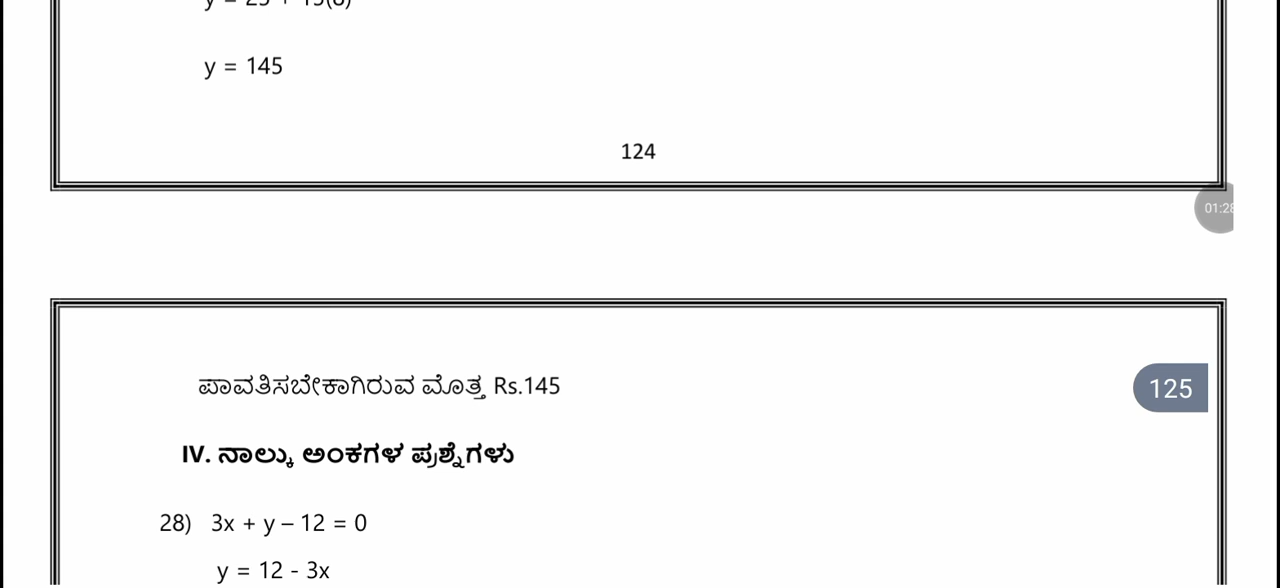 y = 145
124
01:28
ಪಾವತಿಸಬೇಕಾಗಿರುವ ಮೊತ್ತ Rs.145
125
IV. ನಾಲ್ಕು ಅಂಕಗಳ ಪ್ರಶ್ನೆಗಳು
28) 3x + y – 12 = 0
y = 12 - 3x